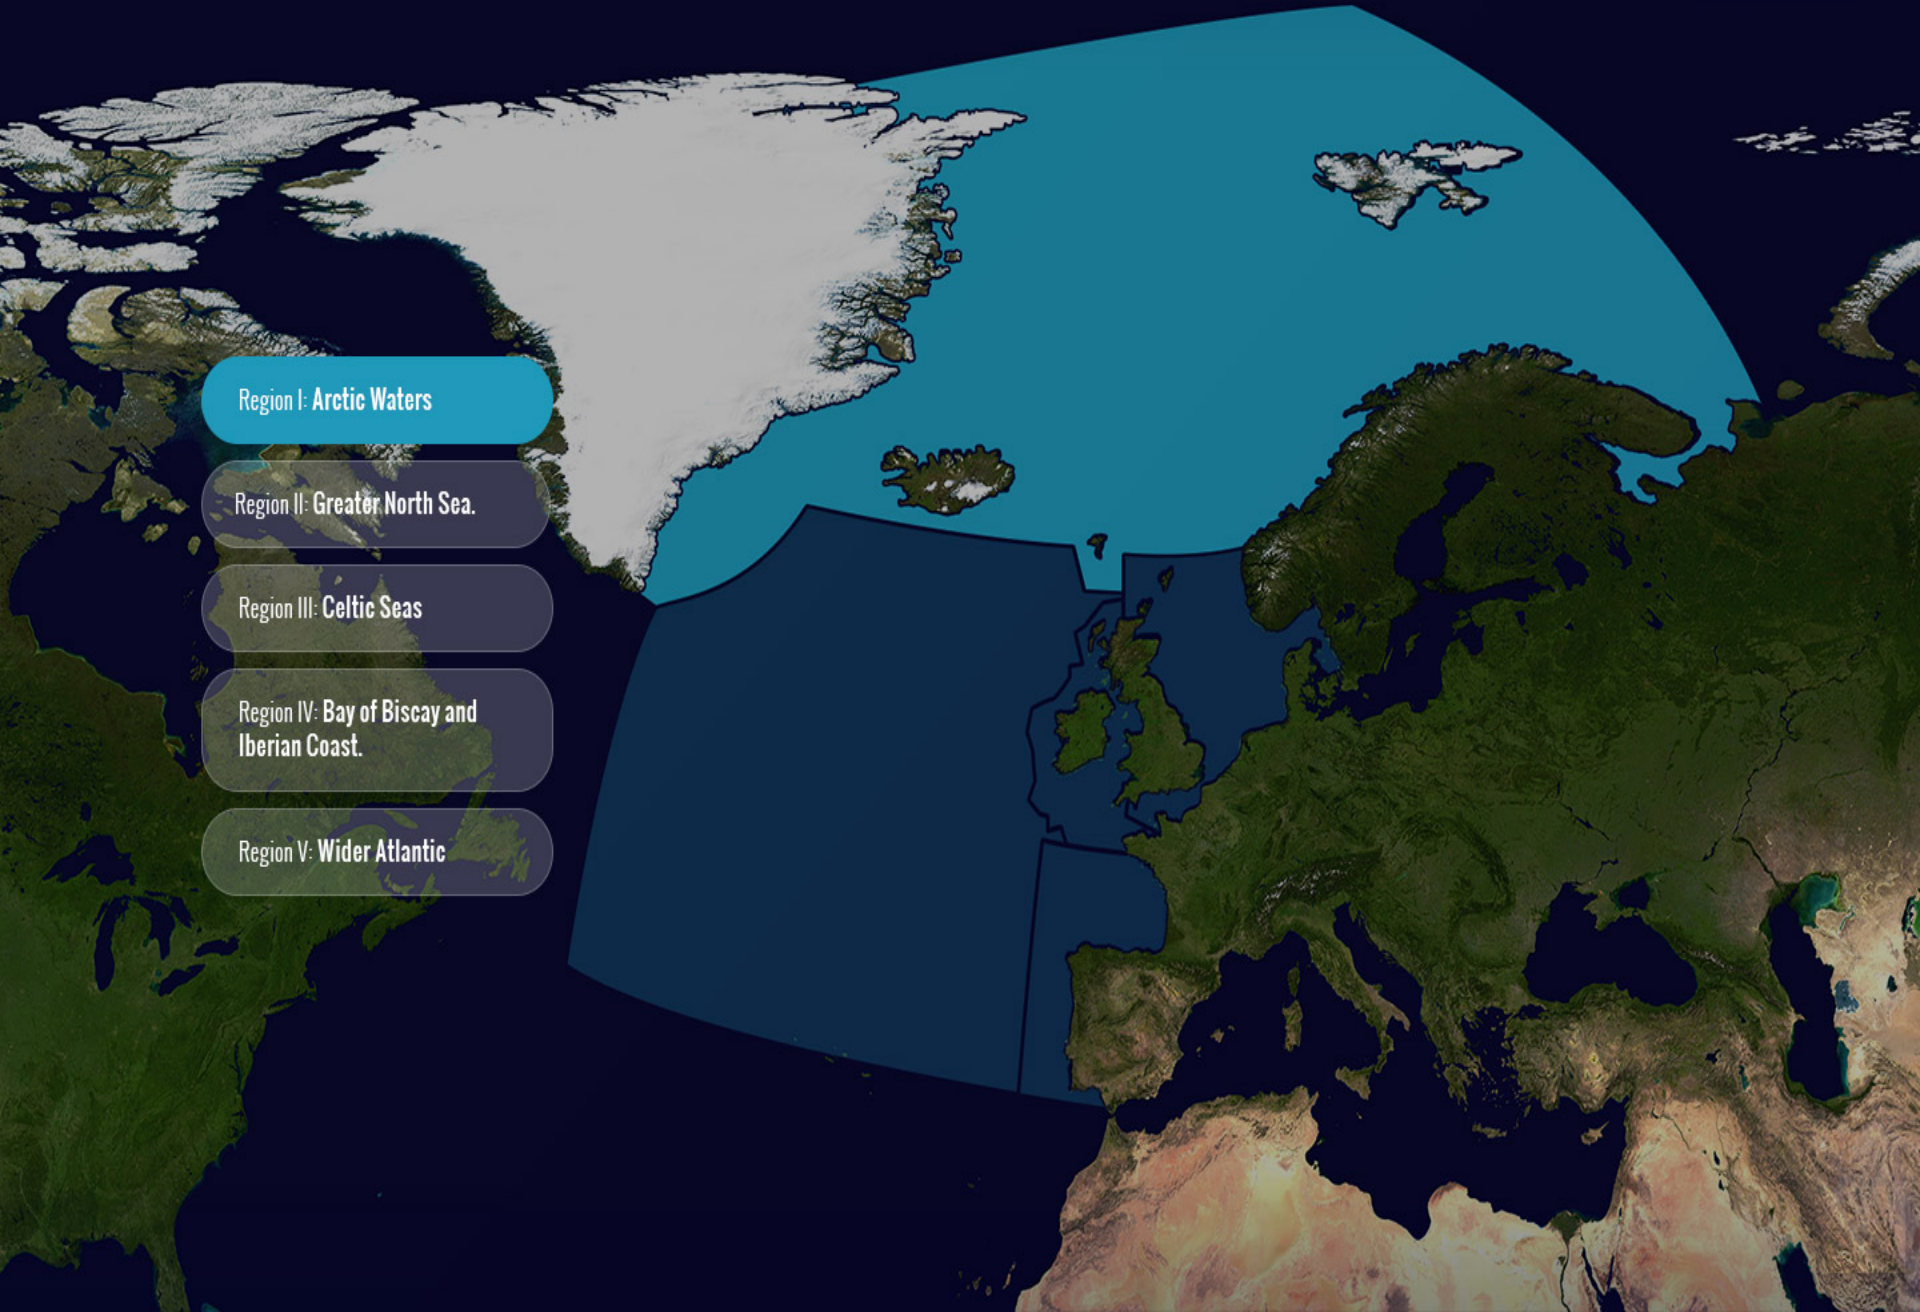 Region I: Arctic Waters
Region II: Greater North Sea.
Region III: Celtic Seas
Region IV: Bay of Biscay and
Iberian Coast.
Region V: Wider Atlantic